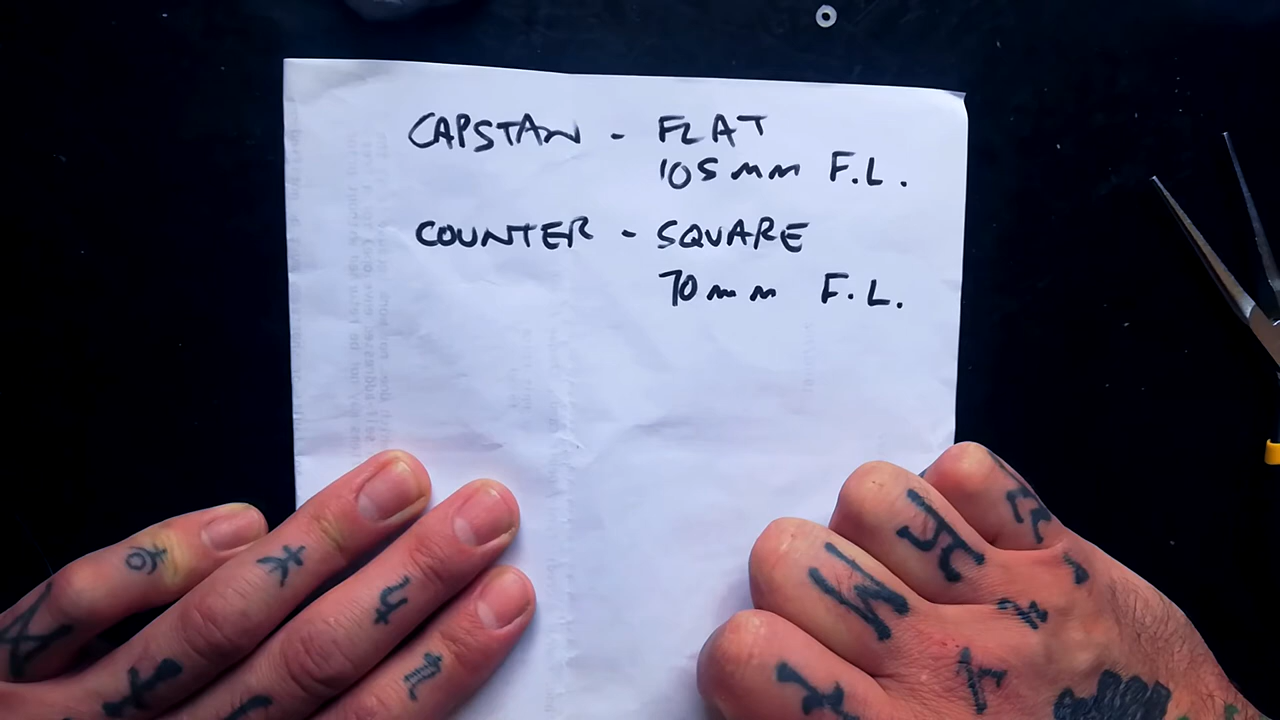 CAPSTAN - FLAT
105mm F.L.
COUNTER - SQUARE
70mm F.L.